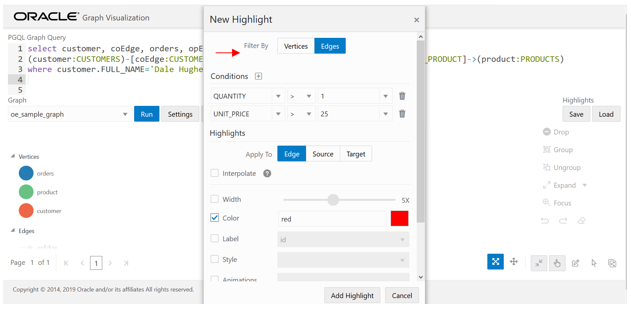 ORACLE® Graph Visualization
PGQL Graph Query
1 select customer, coEdge, orders, opE
2 (customer:CUSTOMERS)-[coEdge:CUSTOME
_PRODUCT]->(product:PRODUCTS)
3 where customer.FULL_NAME='Dale Hughe
4
5
Graph
oe_sample_graph
Run
Settings
Vertices
orders
product
customer
Edges
Page 1 of 1
1
Copyright © 2014, 2019 Oracle and/or its affiliates All rights reserved.
New Highlight
×
Filter By
Vertices
Edges
Conditions
QUANTITY > 1
UNIT_PRICE > 25
Highlights
Apply To
Edge
Source
Target
Interpolate ?
Width
5X
Color
red
Label
id
Style
Animations
Add Highlight
Cancel
Highlights
Save
Load
Drop
Group
Ungroup
Expand
Focus